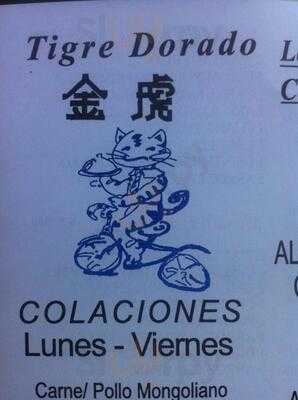 Tigre Dorado
金虎
COLACIONES
Lunes - Viernes
Carne/ Pollo Mongoliano